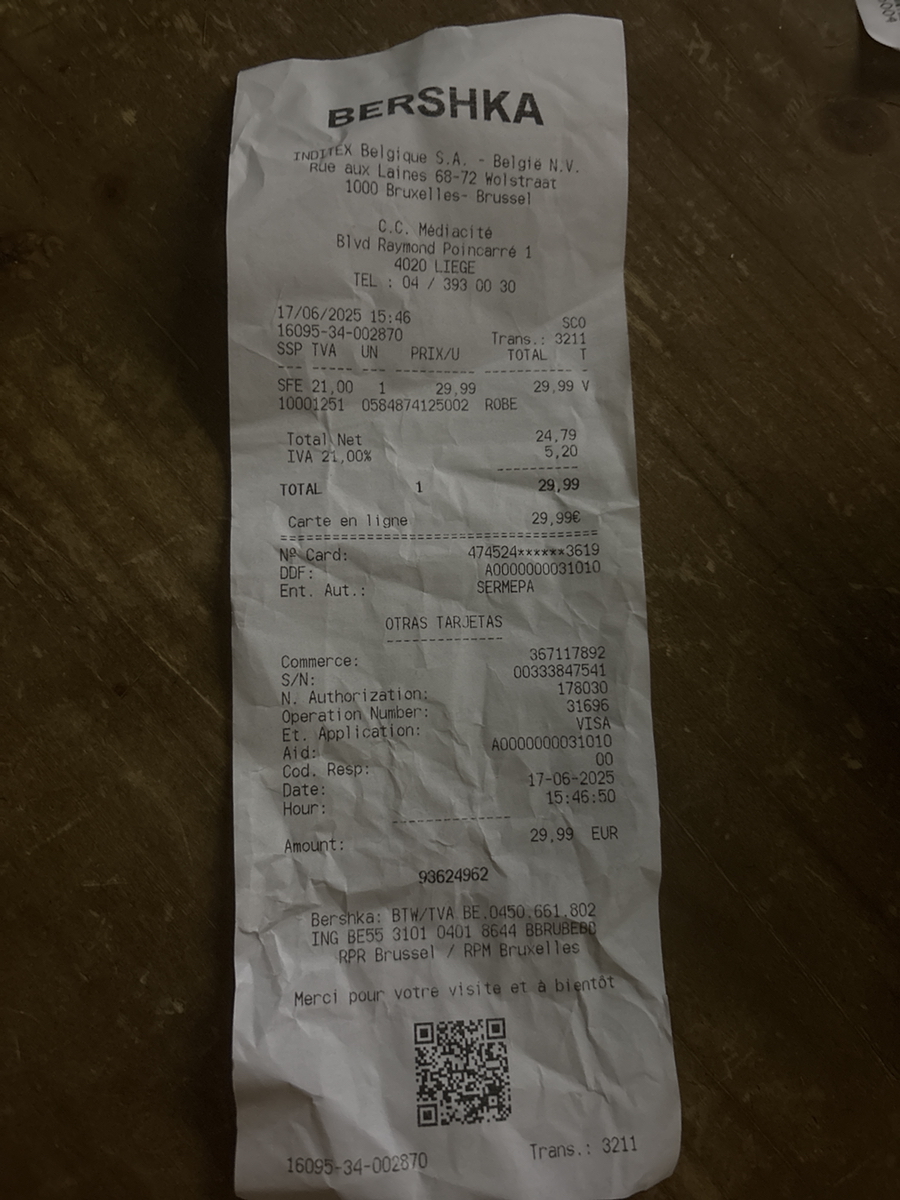 BERSHKA
INDITEX Belgique S.A. - België N.V.
Rue aux Laines 68-72 Wolstraat
1000 Bruxelles- Brussel
C.C. Médiacité
Blvd Raymond Poincarré 1
4020 LIEGE
TEL : 04 / 393 00 30
17/06/2025 15:46 SCO
16095-34-002870 Trans.: 3211
SSP TVA UN PRIX/U TOTAL T
SFE 21,00 1 29,99 29,99 V
10001251 0584874125002 ROBE
Total Net 24,79
IVA 21,00% 5,20
TOTAL 1 29,99
Carte en ligne 29,99€
Nº Card: 474524******3619
DDF: A0000000031010
Ent. Aut.: SERMEPA
OTRAS TARJETAS
Commerce: 367117892
S/N: 00333847541
N. Authorization: 178030
Operation Number: 31696
Et. Application: VISA
Aid: A0000000031010
Cod. Resp: 00
Date: 17-06-2025
Hour: 15:46:50
Amount: 29,99 EUR
93624962
Bershka: BTW/TVA BE.0450.661.802
ING BE55 3101 0401 8644 BBRUBEBB
RPR Brussel / RPM Bruxelles
Merci pour votre visite et à bientôt
16095-34-002870 Trans.: 3211